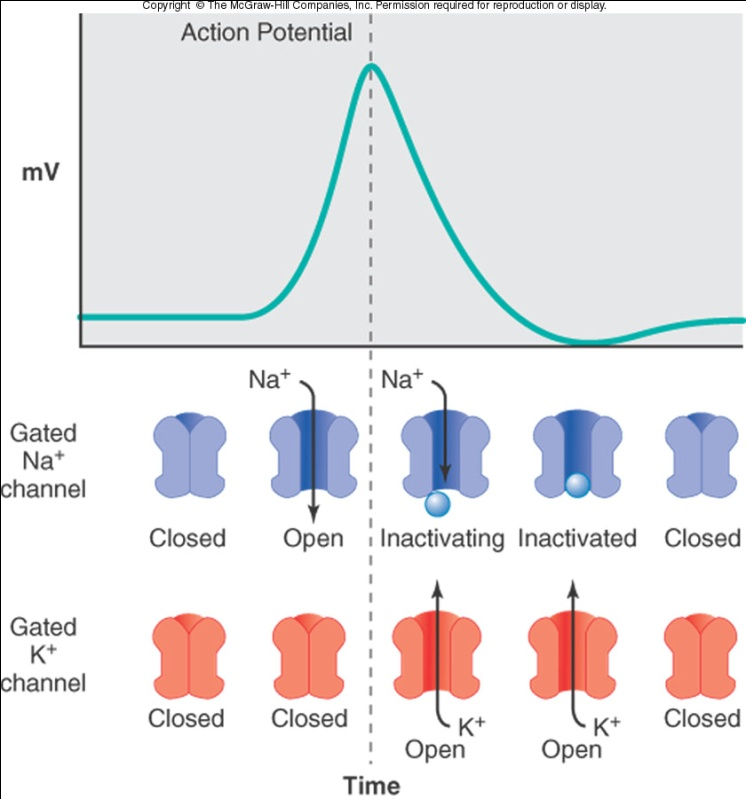 Copyright © The McGraw-Hill Companies, Inc. Permission required for reproduction or display.
Action Potential
mV
Na⁺
Na⁺
Gated
Na⁺
channel
Closed
Open
Inactivating
Inactivated
Closed
Gated
K⁺
channel
Closed
Closed
K⁺
Open
K⁺
Open
Closed
Time